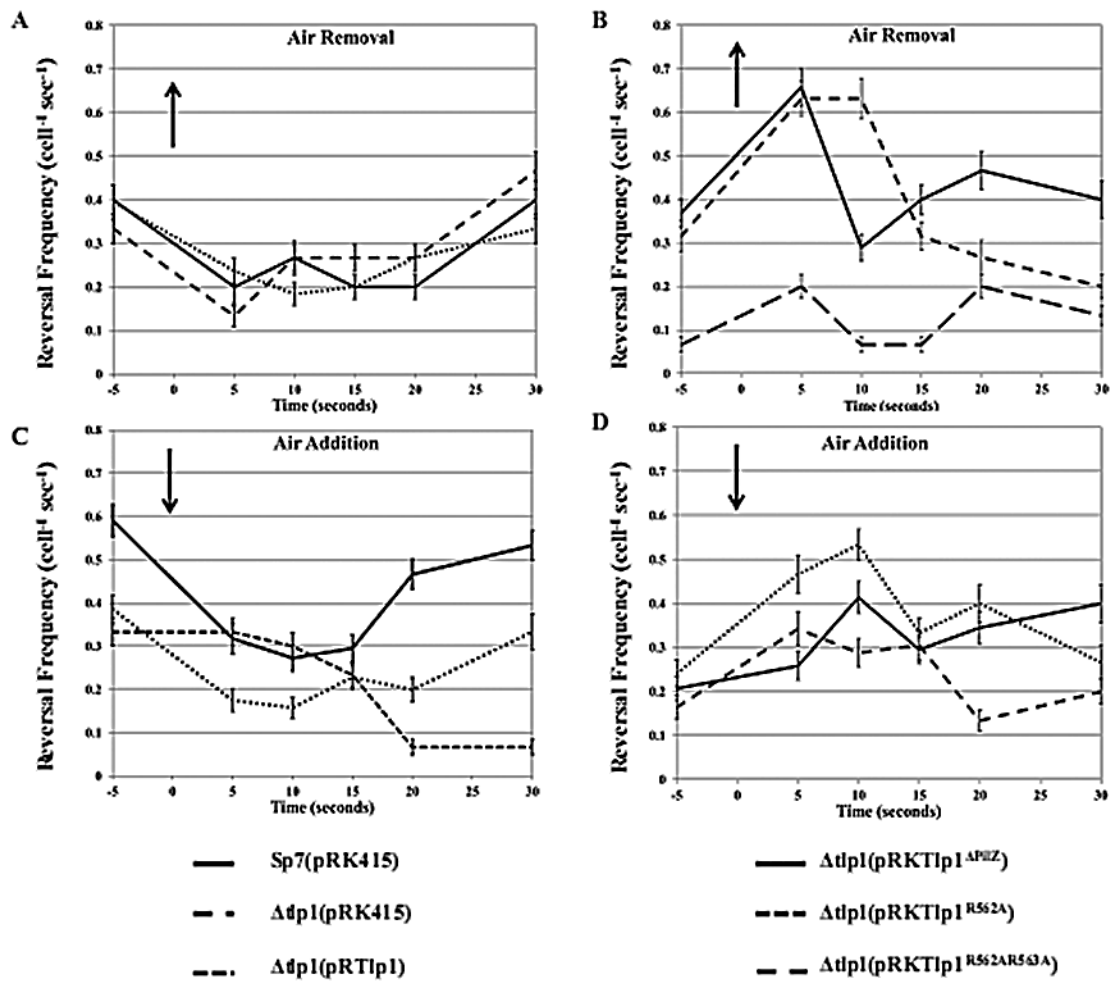 A
Air Removal
Reversal Frequency (cell-1 sec-1)
0.8
0.7
0.6
0.5
0.4
0.3
0.2
0.1
0
-5 0 5 10 15 20 25 30
Time (seconds)
B
Air Removal
Reversal Frequency (cell-1 sec-1)
0.8
0.7
0.6
0.5
0.4
0.3
0.2
0.1
0
-5 0 5 10 15 20 25 30
Time (seconds)
C
Air Addition
Reversal Frequency (cell-1 sec-1)
0.8
0.7
0.6
0.5
0.4
0.3
0.2
0.1
0
-5 0 5 10 15 20 25 30
Time (seconds)
D
Air Addition
Reversal Frequency (cell-1 sec-1)
0.8
0.7
0.6
0.5
0.4
0.3
0.2
0.1
0
-5 0 5 10 15 20 25 30
Time (seconds)
Sp7(pRK415)
Δtlp1(pRK415)
Δtlp1(pRTlp1)
Δtlp1(pRKTlp1ΔPilZ)
Δtlp1(pRKTlp1R562A)
Δtlp1(pRKTlp1R562AR563A)